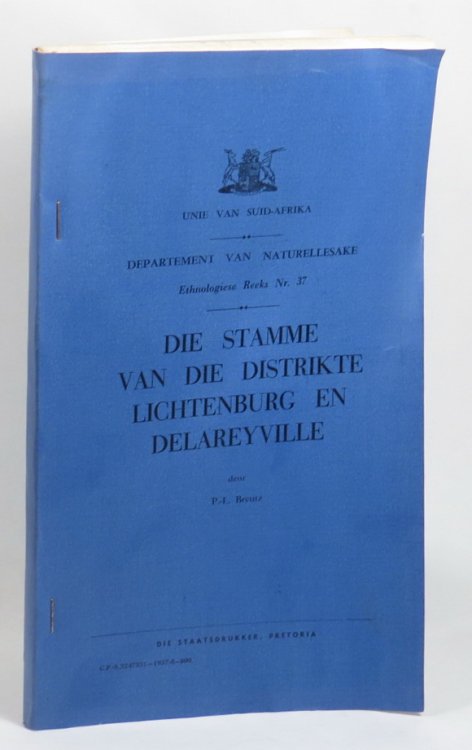 UNIE VAN SUID-AFRIKA
DEPARTEMENT VAN NATURELLESAKE
Ethnologiese Reeks Nr. 37
DIE STAMME
VAN DIE DISTRIKTE
LICHTENBURG EN
DELAREYVILLE
deur
P.-L. Breutz
DIE STAATSDRUKKER, PRETORIA